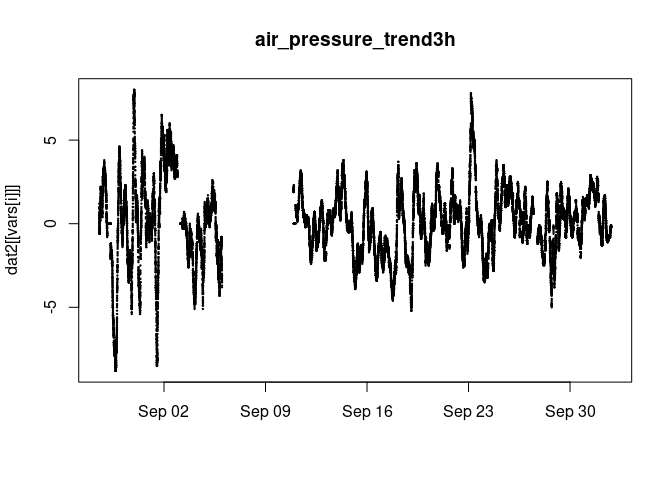 air_pressure_trend3h
dat2[[vars[i]]]
5
0
-5
Sep 02
Sep 09
Sep 16
Sep 23
Sep 30